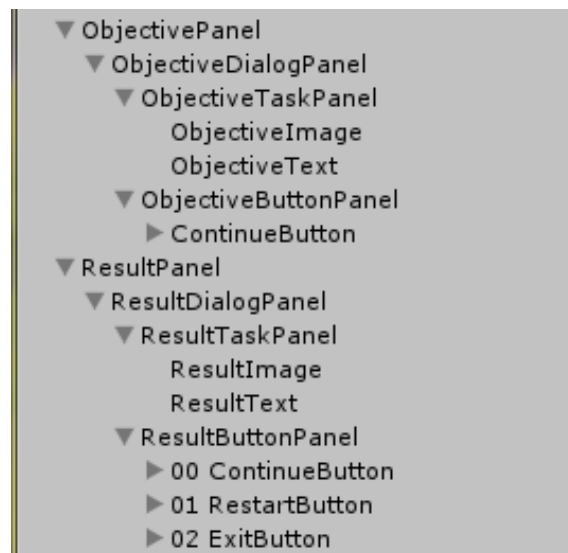 ObjectivePanel
ObjectiveDialogPanel
ObjectiveTaskPanel
ObjectiveImage
ObjectiveText
ObjectiveButtonPanel
ContinueButton
ResultPanel
ResultDialogPanel
ResultTaskPanel
ResultImage
ResultText
ResultButtonPanel
00 ContinueButton
01 RestartButton
02 ExitButton